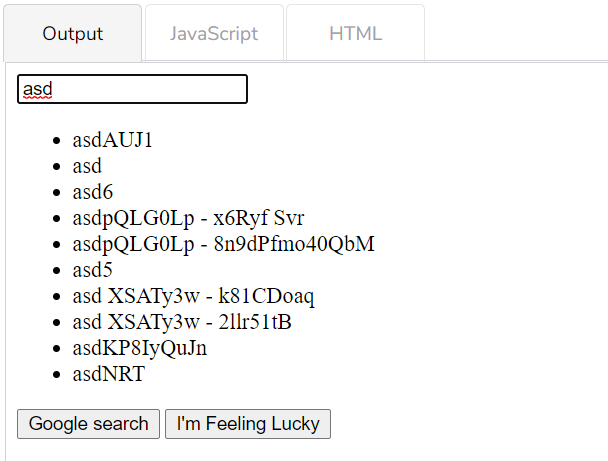 Output JavaScript HTML
asd
asdAUJ1
asd
asd6
asdpQLG0Lp - x6Ryf Svr
asdpQLG0Lp - 8n9dPfmo40QbM
asd5
asd XSATy3w - k81CDoaq
asd XSATy3w - 2llr51tB
asdKP8IyQuJn
asdNRT
Google search I'm Feeling Lucky